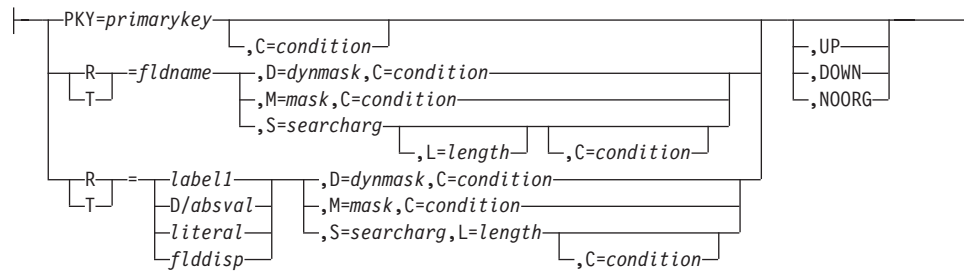 PKY=primarykey
,C=condition
,UP
,DOWN
,NOORG
R
T
=fldname
,D=dynmask,C=condition
,M=mask,C=condition
,S=searcharg
,L=length
,C=condition
R
T
=
label1
D/absval
literal
flddisp
,D=dynmask,C=condition
,M=mask,C=condition
,S=searcharg,L=length
,C=condition